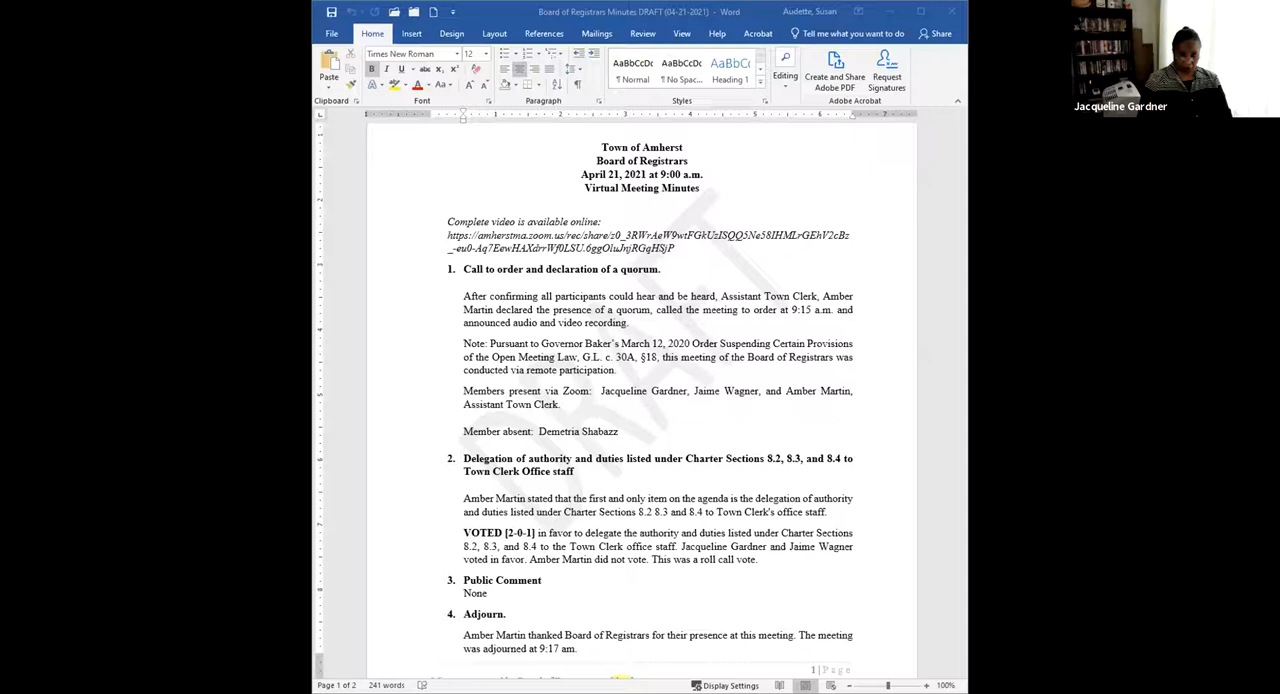 Board of Registrars Minutes DRAFT (04-21-2021) - Word
Audette, Susan
File Home Insert Design Layout References Mailings Review View Help Acrobat Tell me what you want to do Share
Times New Roman 12
AaBbCcDc AaBbCcDc AaBbCc
Paste
¶ Normal ¶ No Spac... Heading 1
Editing
Create and Share Adobe PDF
Request Signatures
Clipboard Font Paragraph Styles Adobe Acrobat
Jacqueline Gardner
DRAFT
Town of Amherst
Board of Registrars
April 21, 2021 at 9:00 a.m.
Virtual Meeting Minutes
Complete video is available online:
1. Call to order and declaration of a quorum.
After confirming all participants could hear and be heard, Assistant Town Clerk, Amber
Martin declared the presence of a quorum, called the meeting to order at 9:15 a.m. and
announced audio and video recording.
Note: Pursuant to Governor Baker's March 12, 2020 Order Suspending Certain Provisions
of the Open Meeting Law, G.L. c. 30A, §18, this meeting of the Board of Registrars was
conducted via remote participation.
Members present via Zoom: Jacqueline Gardner, Jaime Wagner, and Amber Martin,
Assistant Town Clerk.
Member absent: Demetria Shabazz
2. Delegation of authority and duties listed under Charter Sections 8.2, 8.3, and 8.4 to
Town Clerk Office staff
Amber Martin stated that the first and only item on the agenda is the delegation of authority
and duties listed under Charter Sections 8.2 8.3 and 8.4 to Town Clerk's office staff.
VOTED [2-0-1] in favor to delegate the authority and duties listed under Charter Sections
8.2, 8.3, and 8.4 to the Town Clerk office staff. Jacqueline Gardner and Jaime Wagner
voted in favor. Amber Martin did not vote. This was a roll call vote.
3. Public Comment
None
4. Adjourn.
Amber Martin thanked Board of Registrars for their presence at this meeting. The meeting
was adjourned at 9:17 am.
1 | Page
Page 1 of 2 241 words Display Settings 100%